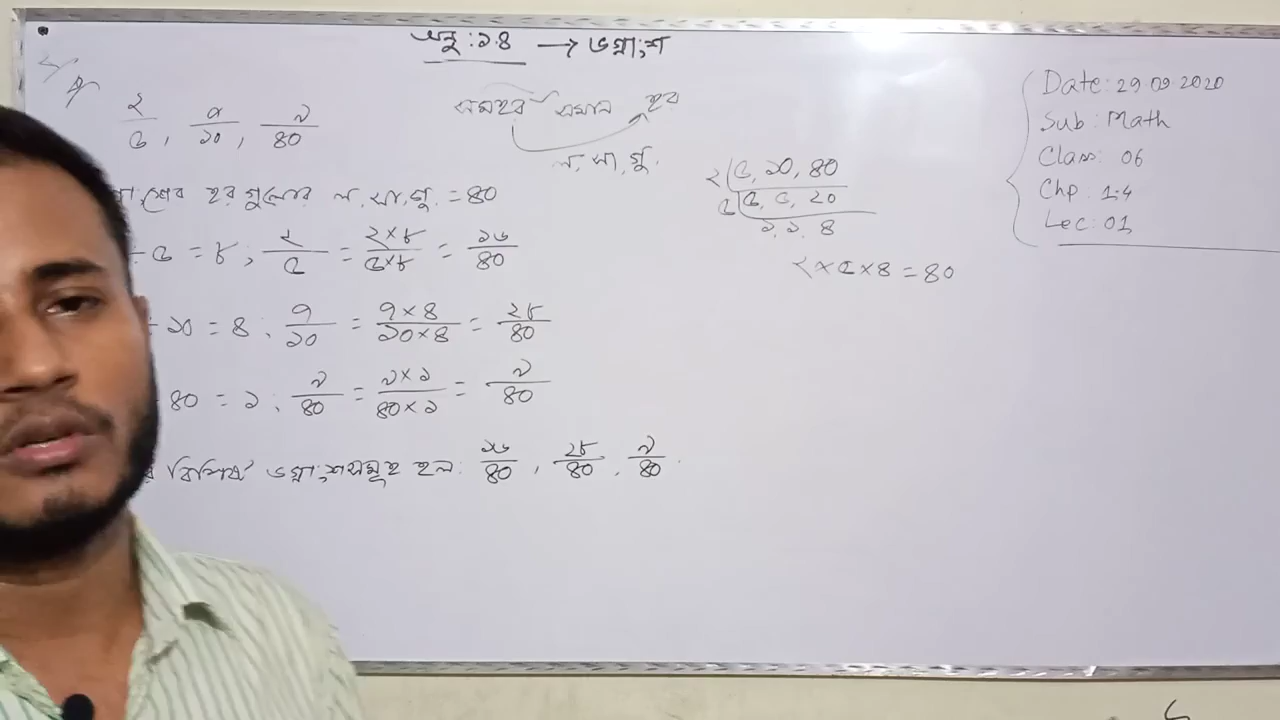 অনু : ১.৪ → ভগ্নাংশ
২/৫, ৭/১০, ৯/৪০
সমহর সমান হর
ল, সা, গু.
শের হর গুলোর ল. সা. গু. = ৪০
÷ ৫ = ৮ ; ২/৫ = ২×৮/৫×৮ = ১৬/৪০
÷ ১০ = ৪ ; ৭/১০ = ৭×৪/১০×৪ = ২৮/৪০
৪০ = ১ ; ৯/৪০ = ৯×১/৪০×১ = ৯/৪০
বিশিষ্ট ভগ্নাংশসমূহ হল : ১৬/৪০, ২৮/৪০, ৯/৪০.
২ | ৫, ১০, ৪০
৫ | ৫, ৫, ২০
১, ১, ৪
২×৫×৪ = ৪০
Date: 29 09 2020
Sub: Math
Class: 06
Chp: 1.4
Lec: 01